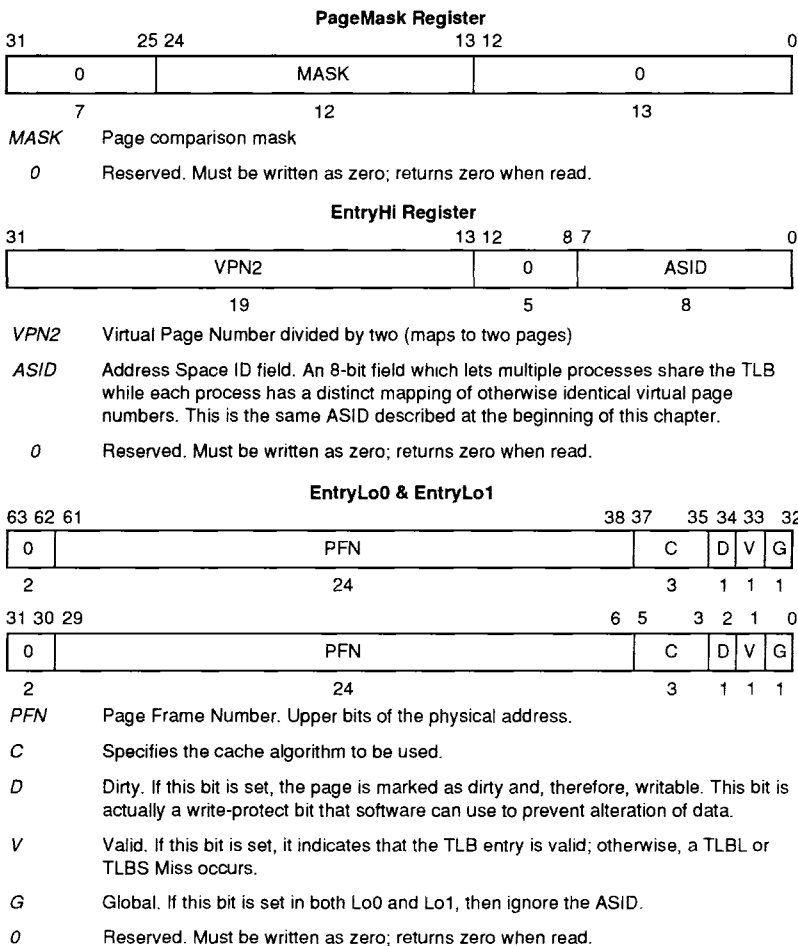 PageMask Register
31 25 24 13 12 0
0 MASK 0
7 12 13
MASK Page comparison mask
0 Reserved. Must be written as zero; returns zero when read.
EntryHi Register
31 13 12 8 7 0
VPN2 0 ASID
19 5 8
VPN2 Virtual Page Number divided by two (maps to two pages)
ASID Address Space ID field. An 8-bit field which lets multiple processes share the TLB
while each process has a distinct mapping of otherwise identical virtual page
numbers. This is the same ASID described at the beginning of this chapter.
0 Reserved. Must be written as zero; returns zero when read.
EntryLo0 & EntryLo1
63 62 61 38 37 35 34 33 32
0 PFN C D V G
2 24 3 1 1 1
31 30 29 6 5 3 2 1 0
0 PFN C D V G
2 24 3 1 1 1
PFN Page Frame Number. Upper bits of the physical address.
C Specifies the cache algorithm to be used.
D Dirty. If this bit is set, the page is marked as dirty and, therefore, writable. This bit is
actually a write-protect bit that software can use to prevent alteration of data.
V Valid. If this bit is set, it indicates that the TLB entry is valid; otherwise, a TLBL or
TLBS Miss occurs.
G Global. If this bit is set in both Lo0 and Lo1, then ignore the ASID.
0 Reserved. Must be written as zero; returns zero when read.